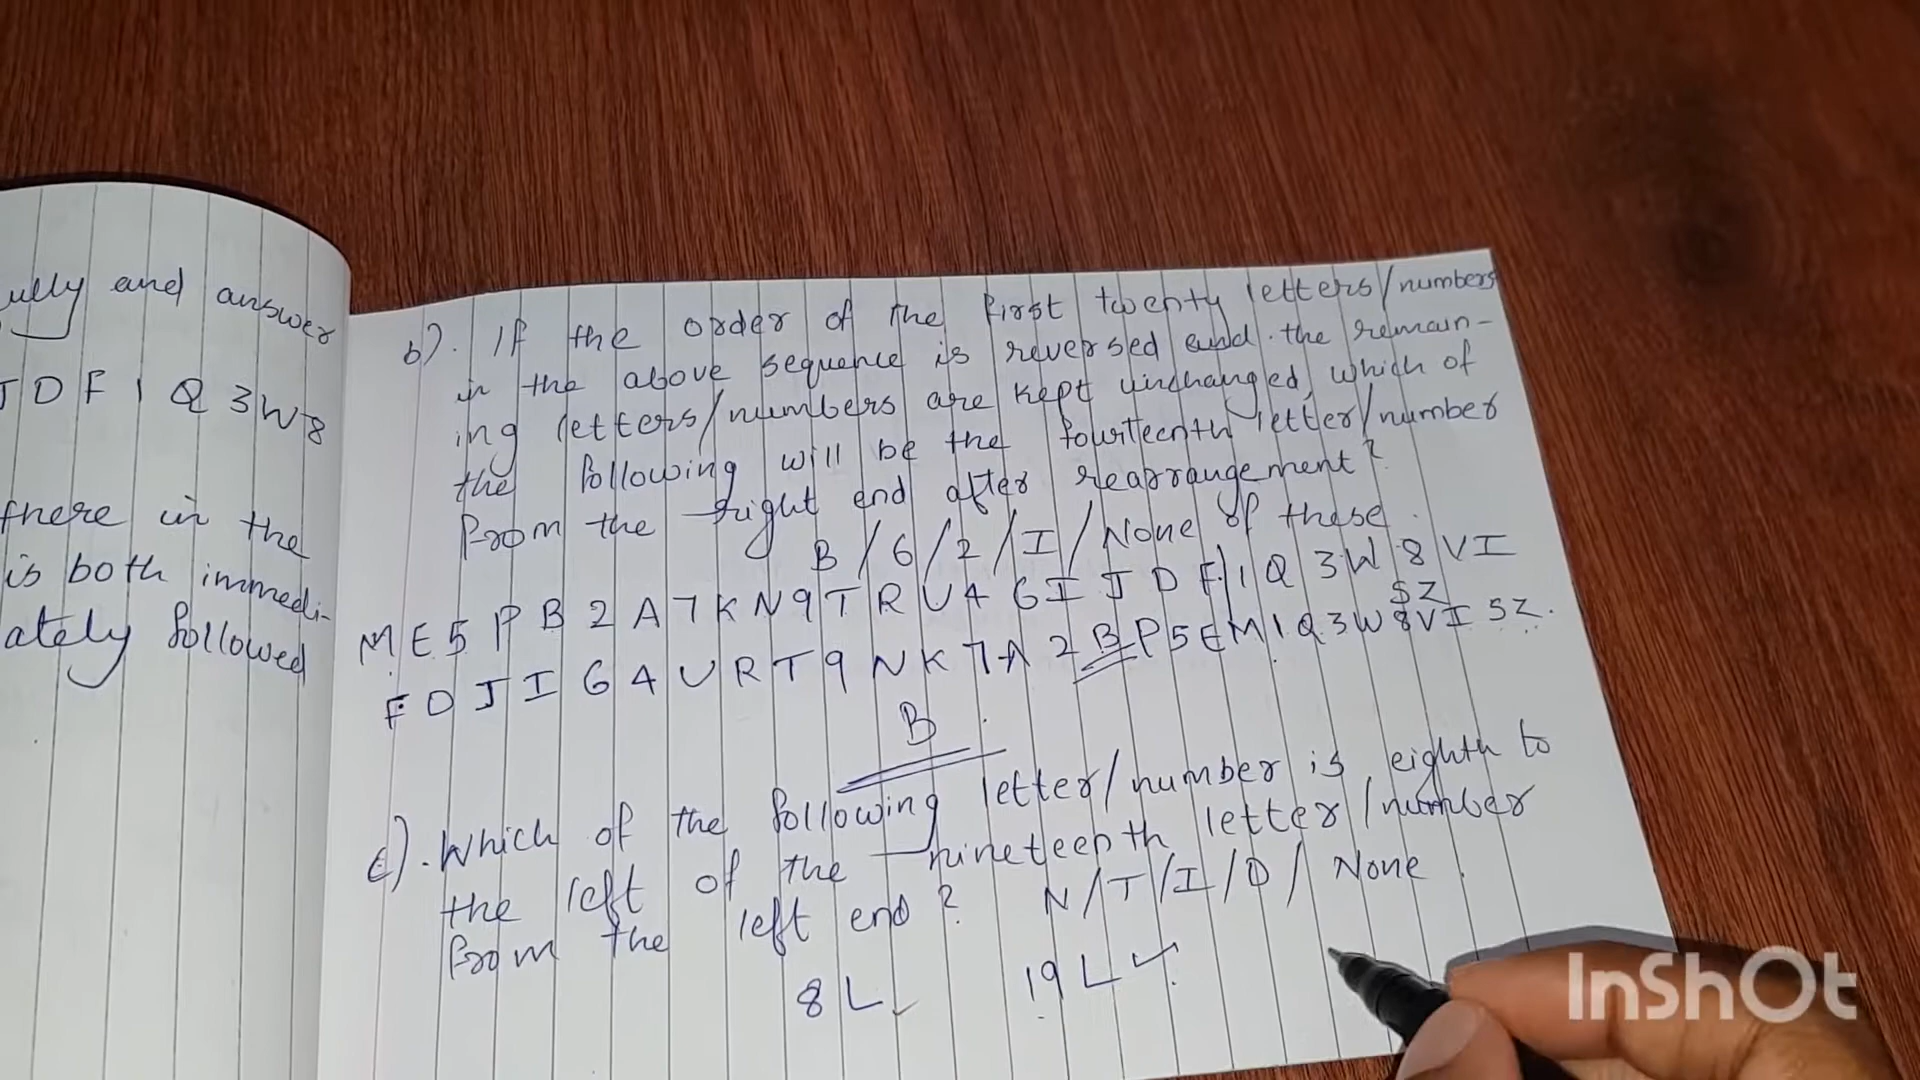 ully and answer
J D F 1 Q 3 W 8
there in the
is both immedi-
ately followed
b). If the order of the first twenty letters/numbers
in the above sequence is reversed and the remain-
ing letters/numbers are kept unchanged, which of
the following will be the fourteenth letter/number
from the right end after rearrangement?
B / 6 / 2 / I / None of these.
M E 5 P B 2 A 7 K N 9 T R U 4 6 I J D F 1 Q 3 W 8 V I
S Z
F D J I 6 4 U R T 9 N K 7 A 2 B P 5 E M 1 Q 3 W 8 V I S Z.
B
c). Which of the following letter/number is eighth to
the left of the nineteenth letter/number
from the left end? N/T/I/D/ None.
8 L 19 L
InShOt